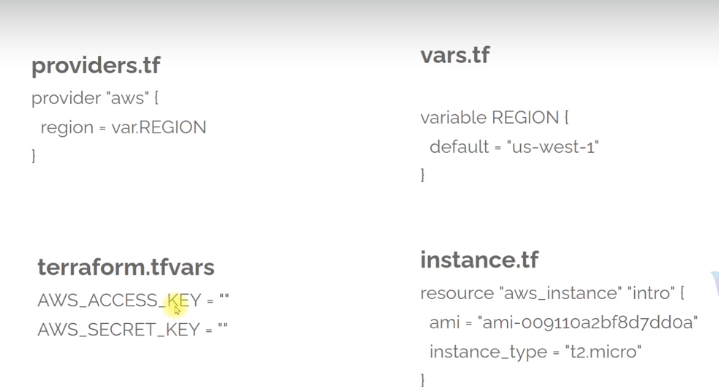 providers.tf
provider "aws" {
region = var.REGION
}
vars.tf
variable REGION {
default = "us-west-1"
}
terraform.tfvars
AWS_ACCESS_KEY = ""
AWS_SECRET_KEY = ""
instance.tf
resource "aws_instance" "intro" {
ami = "ami-009110a2bf8d7dd0a"
instance_type = "t2.micro"
}